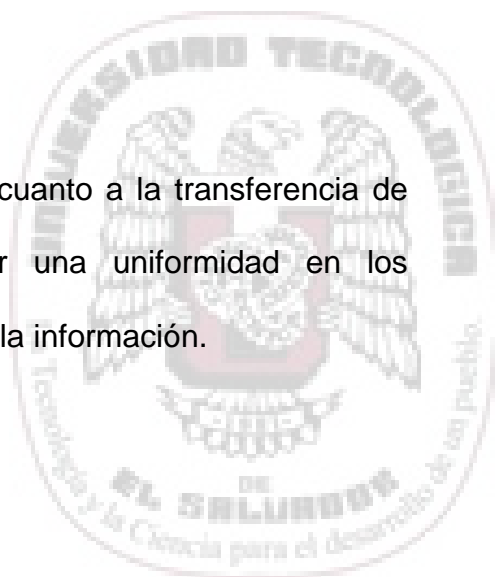 UNIVERSIDAD TECNOLOGICA
cuanto a la transferencia de
r una uniformidad en los
la información.
DE
EL SALVADOR
Tecnología y la Ciencia para el desarrollo de un pueblo.